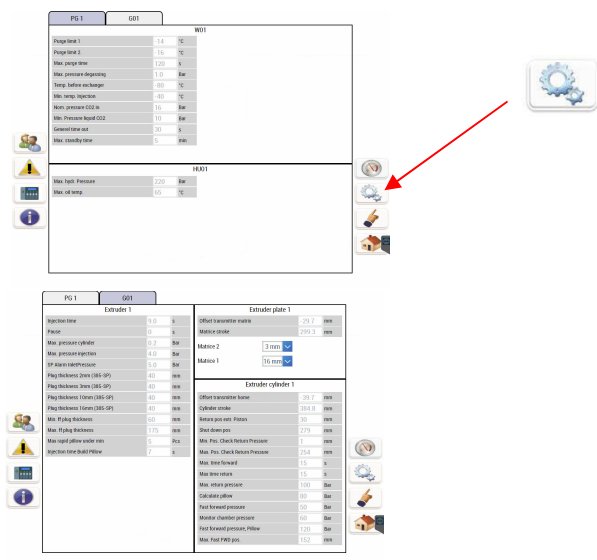 PG 1 G01
W01
Purge limit 1 -14 °C
Purge limit 2 -16 °C
Max. purge time 120 s
Max. pressure degassing 1.0 Bar
Temp. before exchanger -80 °C
Min. temp. Injection -40 °C
Nom. pressure CO2 in 16 Bar
Min. Pressure liquid CO2 10 Bar
General time out 30 s
Max. standby time 5 min
HU01
Max. hydr. Pressure 220 Bar
Max. oil temp. 65 °C
PG 1 G01
Extruder 1
Injection time 9.0 s
Pause 0 s
Max. pressure cylinder 0.2 Bar
Max. pressure injection 4.0 Bar
SP Alarm InletPressure 5.0 Bar
Plug thickness 2mm (385-SP) 40 mm
Plug thickness 3mm (385-SP) 40 mm
Plug thickness 10mm (385-SP) 40 mm
Plug thickness 16mm (385-SP) 40 mm
Min. ff.plug thickness 60 mm
Max. ff.plug thickness 175 mm
Max rapid pillow under min 5 Pcs
Injection time Build Pillow 7 s
Extruder plate 1
Offset transmitter matrix -29.7 mm
Matrice stroke 299.3 mm
Matrice 2 3 mm
Matrice 1 16 mm
Extruder cylinder 1
Offset transmitter home -39.7 mm
Cylinder stroke 384.8 mm
Return pos extr. Piston 30 mm
Shut down pos 279 mm
Min. Pos. Check Return Pressure 1 mm
Max. Pos. Check Return Pressure 254 mm
Max. time forward 15 s
Max time return 15 s
Max. return pressure 100 Bar
Calculate pillow 80 Bar
Fast forward pressure 50 Bar
Monitor chamber pressure 60 Bar
Fast forward pressure, Pillow 120 Bar
Max. Fast FWD pos. 152 mm